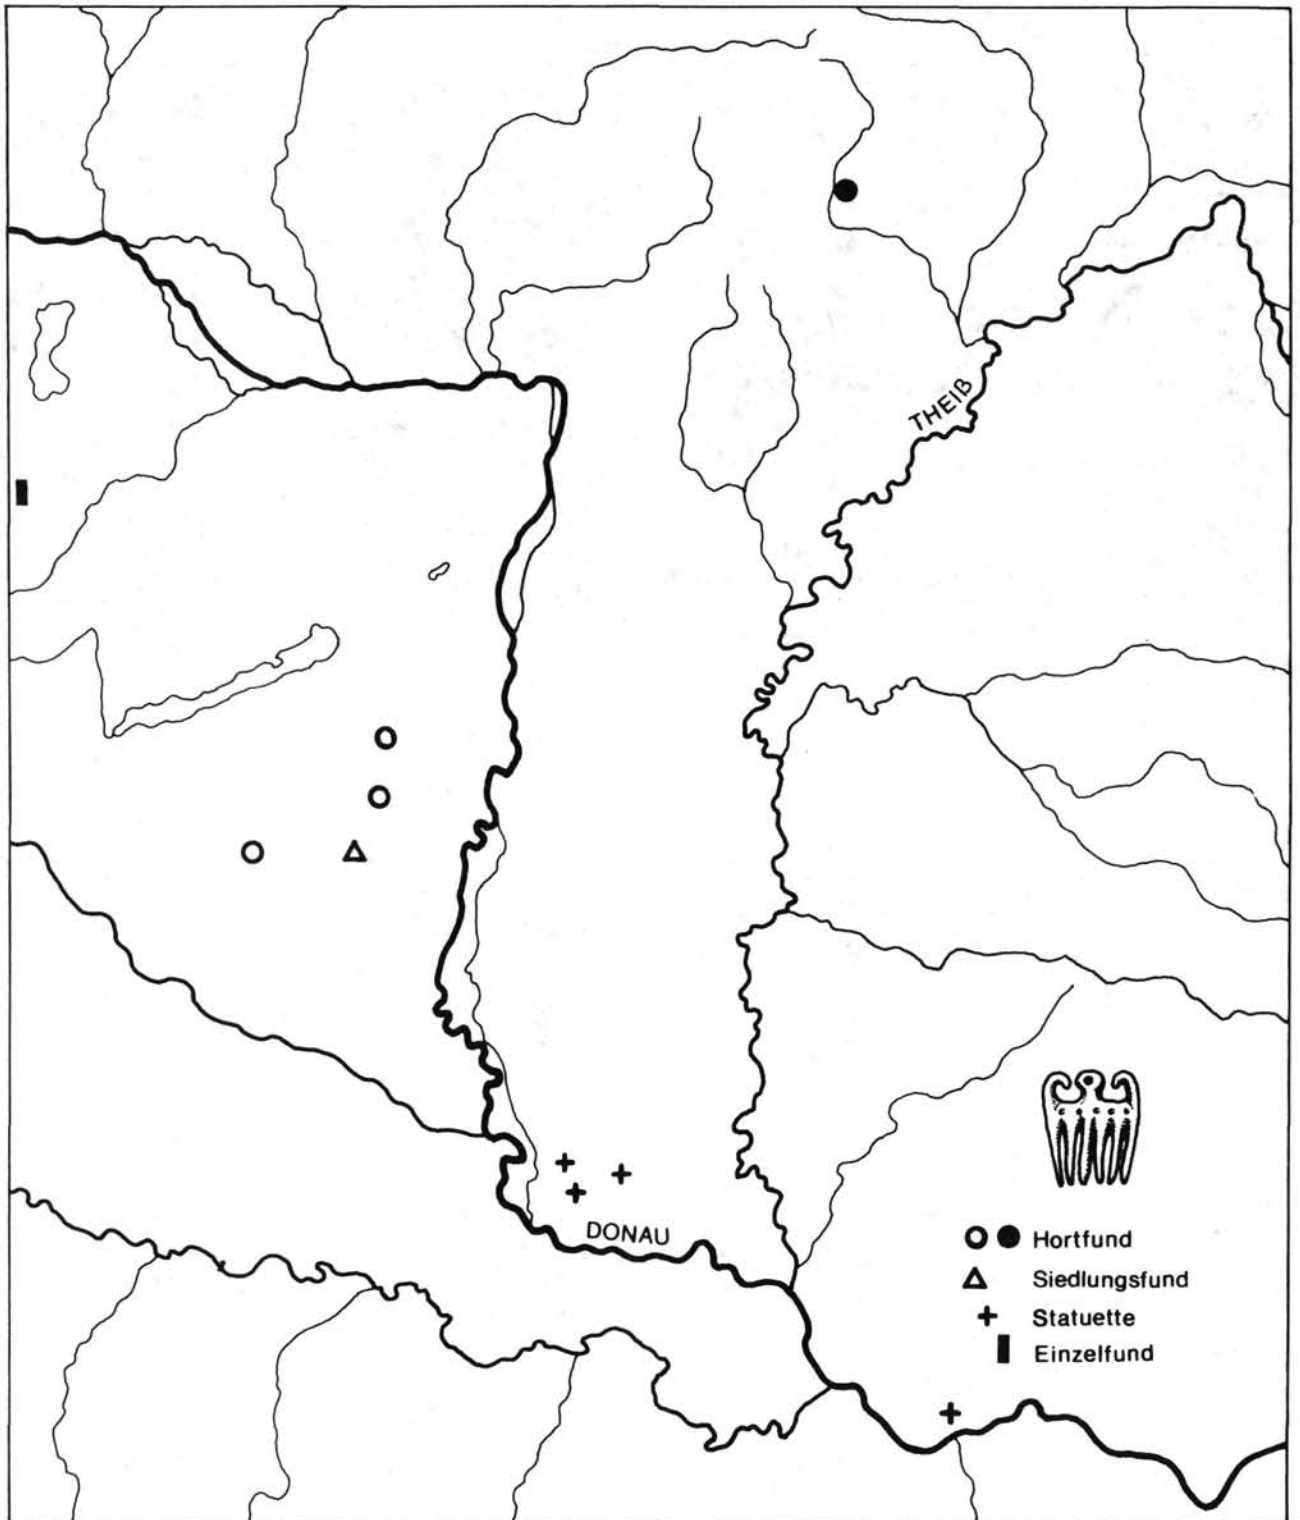 THEIß
DONAU
Hortfund
Siedlungsfund
Statuette
Einzelfund